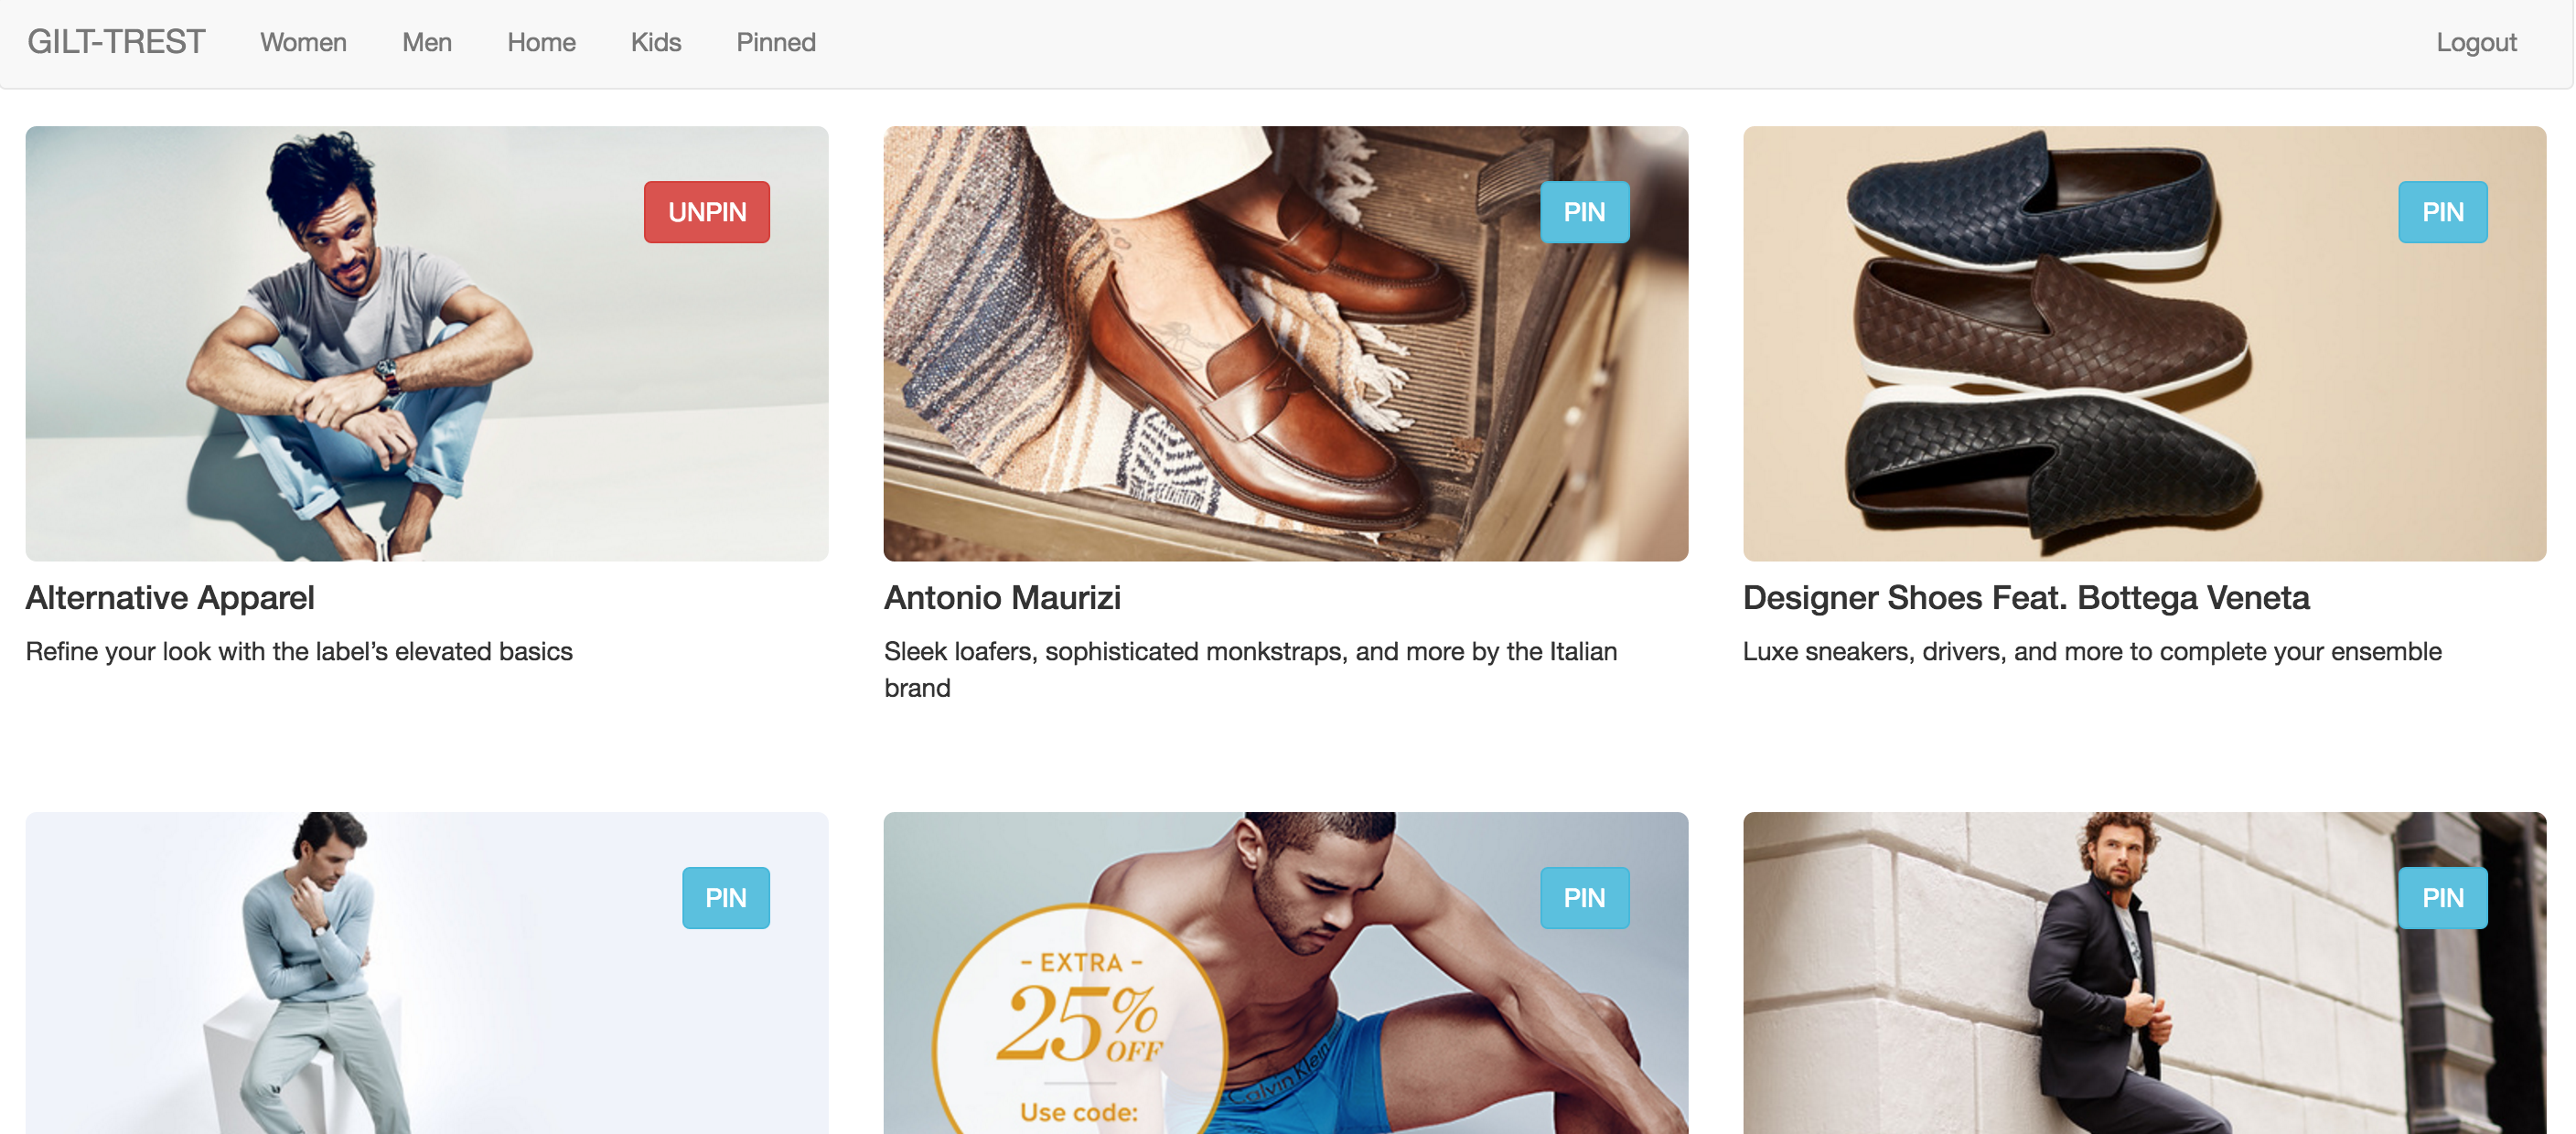 GILT-TREST Women Men Home Kids Pinned Logout
UNPIN
PIN
PIN
Alternative Apparel
Refine your look with the label’s elevated basics
Antonio Maurizi
Sleek loafers, sophisticated monkstraps, and more by the Italian
brand
Designer Shoes Feat. Bottega Veneta
Luxe sneakers, drivers, and more to complete your ensemble
PIN
PIN
PIN
- EXTRA -
25%
OFF
Use code:
Calvin Klein